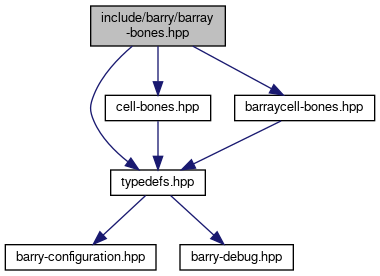 include/barry/barray
-bones.hpp
cell-bones.hpp
barraycell-bones.hpp
typedefs.hpp
barry-configuration.hpp
barry-debug.hpp